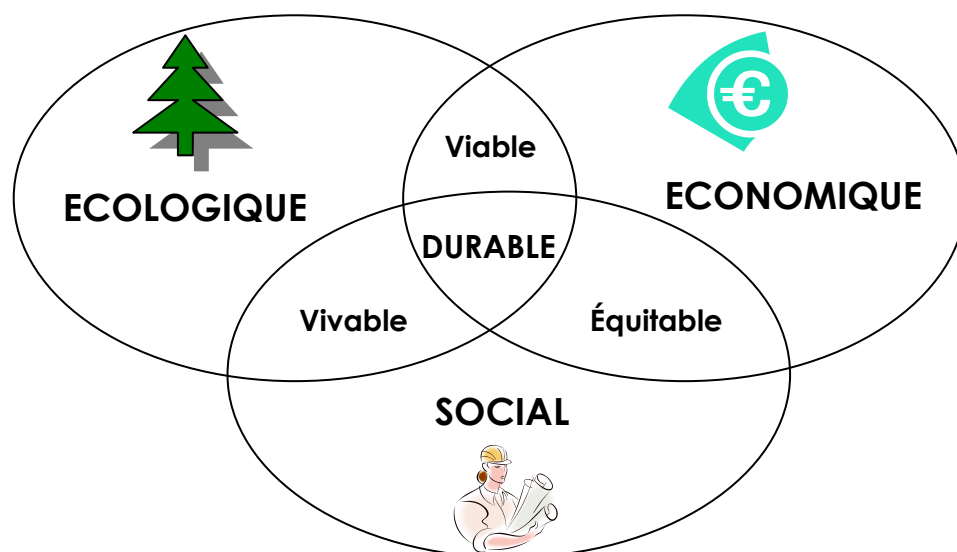 Viable
ECOLOGIQUE
ECONOMIQUE
DURABLE
Vivable
Équitable
SOCIAL
€